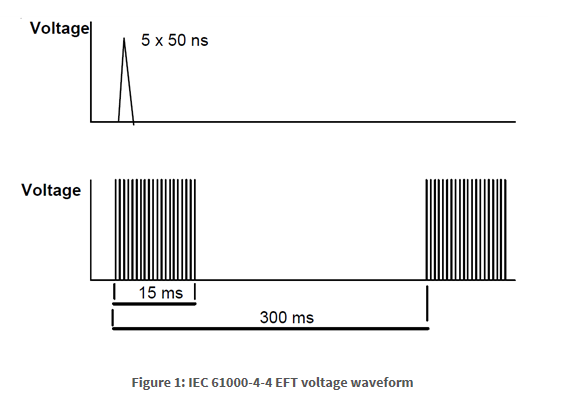 Voltage
5 x 50 ns
Voltage
15 ms
300 ms
Figure 1: IEC 61000-4-4 EFT voltage waveform